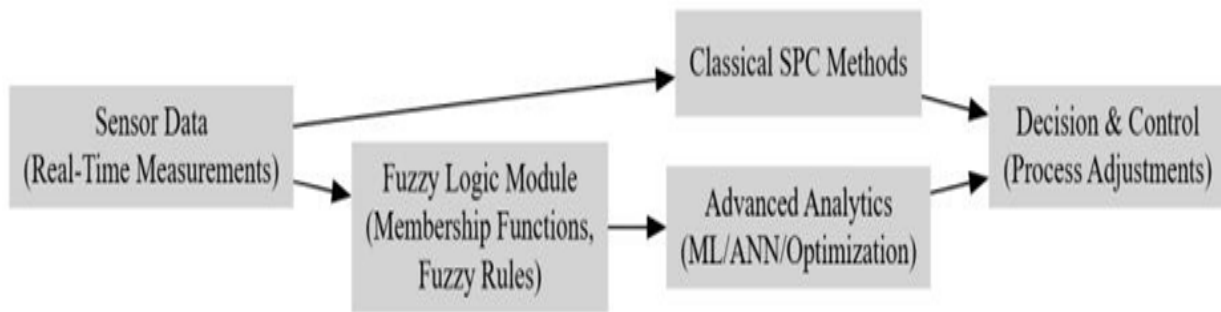 Sensor Data
(Real-Time Measurements)
Fuzzy Logic Module
(Membership Functions,
Fuzzy Rules)
Classical SPC Methods
Advanced Analytics
(ML/ANN/Optimization)
Decision & Control
(Process Adjustments)